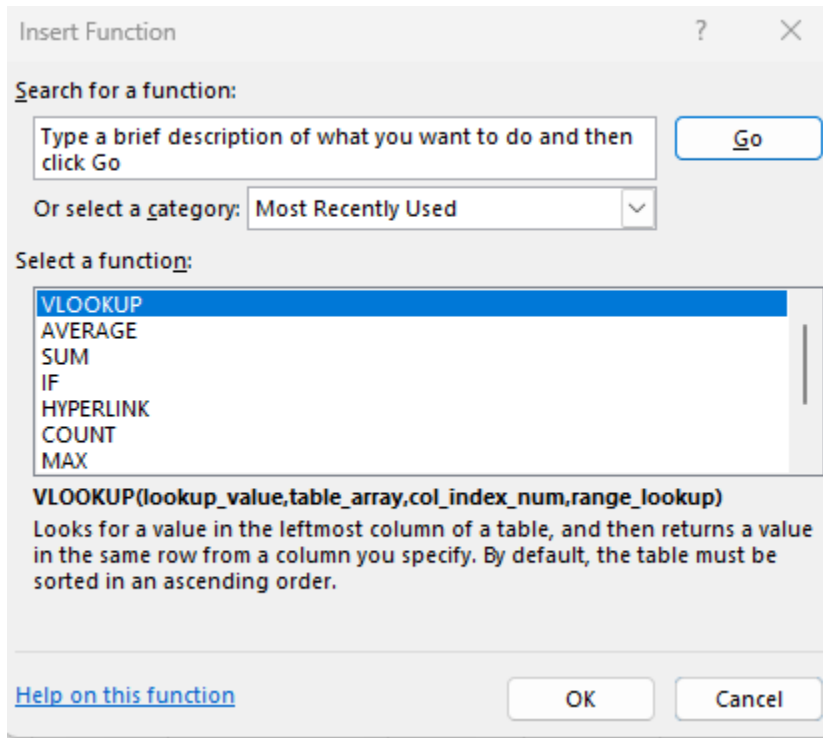 Insert Function
Search for a function:
Type a brief description of what you want to do and then
click Go
Go
Or select a category: Most Recently Used
Select a function:
VLOOKUP
AVERAGE
SUM
IF
HYPERLINK
COUNT
MAX
VLOOKUP(lookup_value,table_array,col_index_num,range_lookup)
Looks for a value in the leftmost column of a table, and then returns a value
in the same row from a column you specify. By default, the table must be
sorted in an ascending order.
Help on this function
OK
Cancel